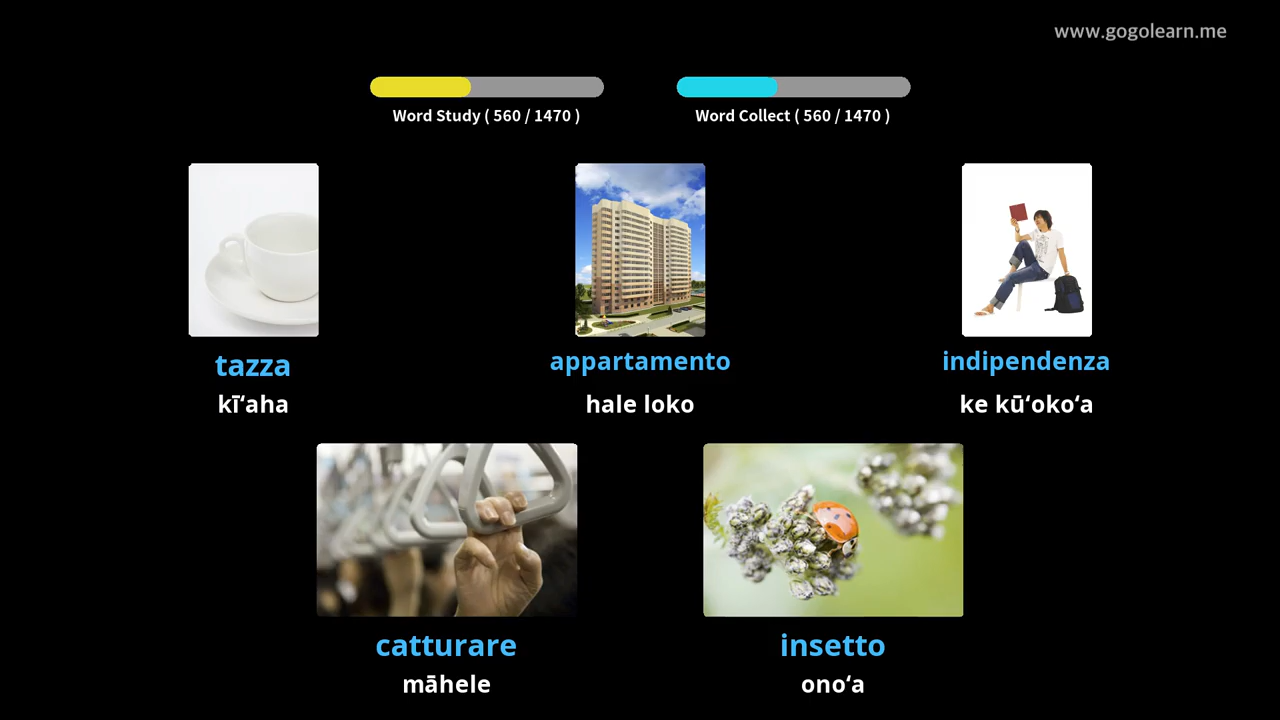 www.gogolearn.me
Word Study ( 560 / 1470 )
Word Collect ( 560 / 1470 )
tazza
appartamento
indipendenza
kīʻaha
hale loko
ke kūʻokoʻa
catturare
insetto
māhele
onoʻa